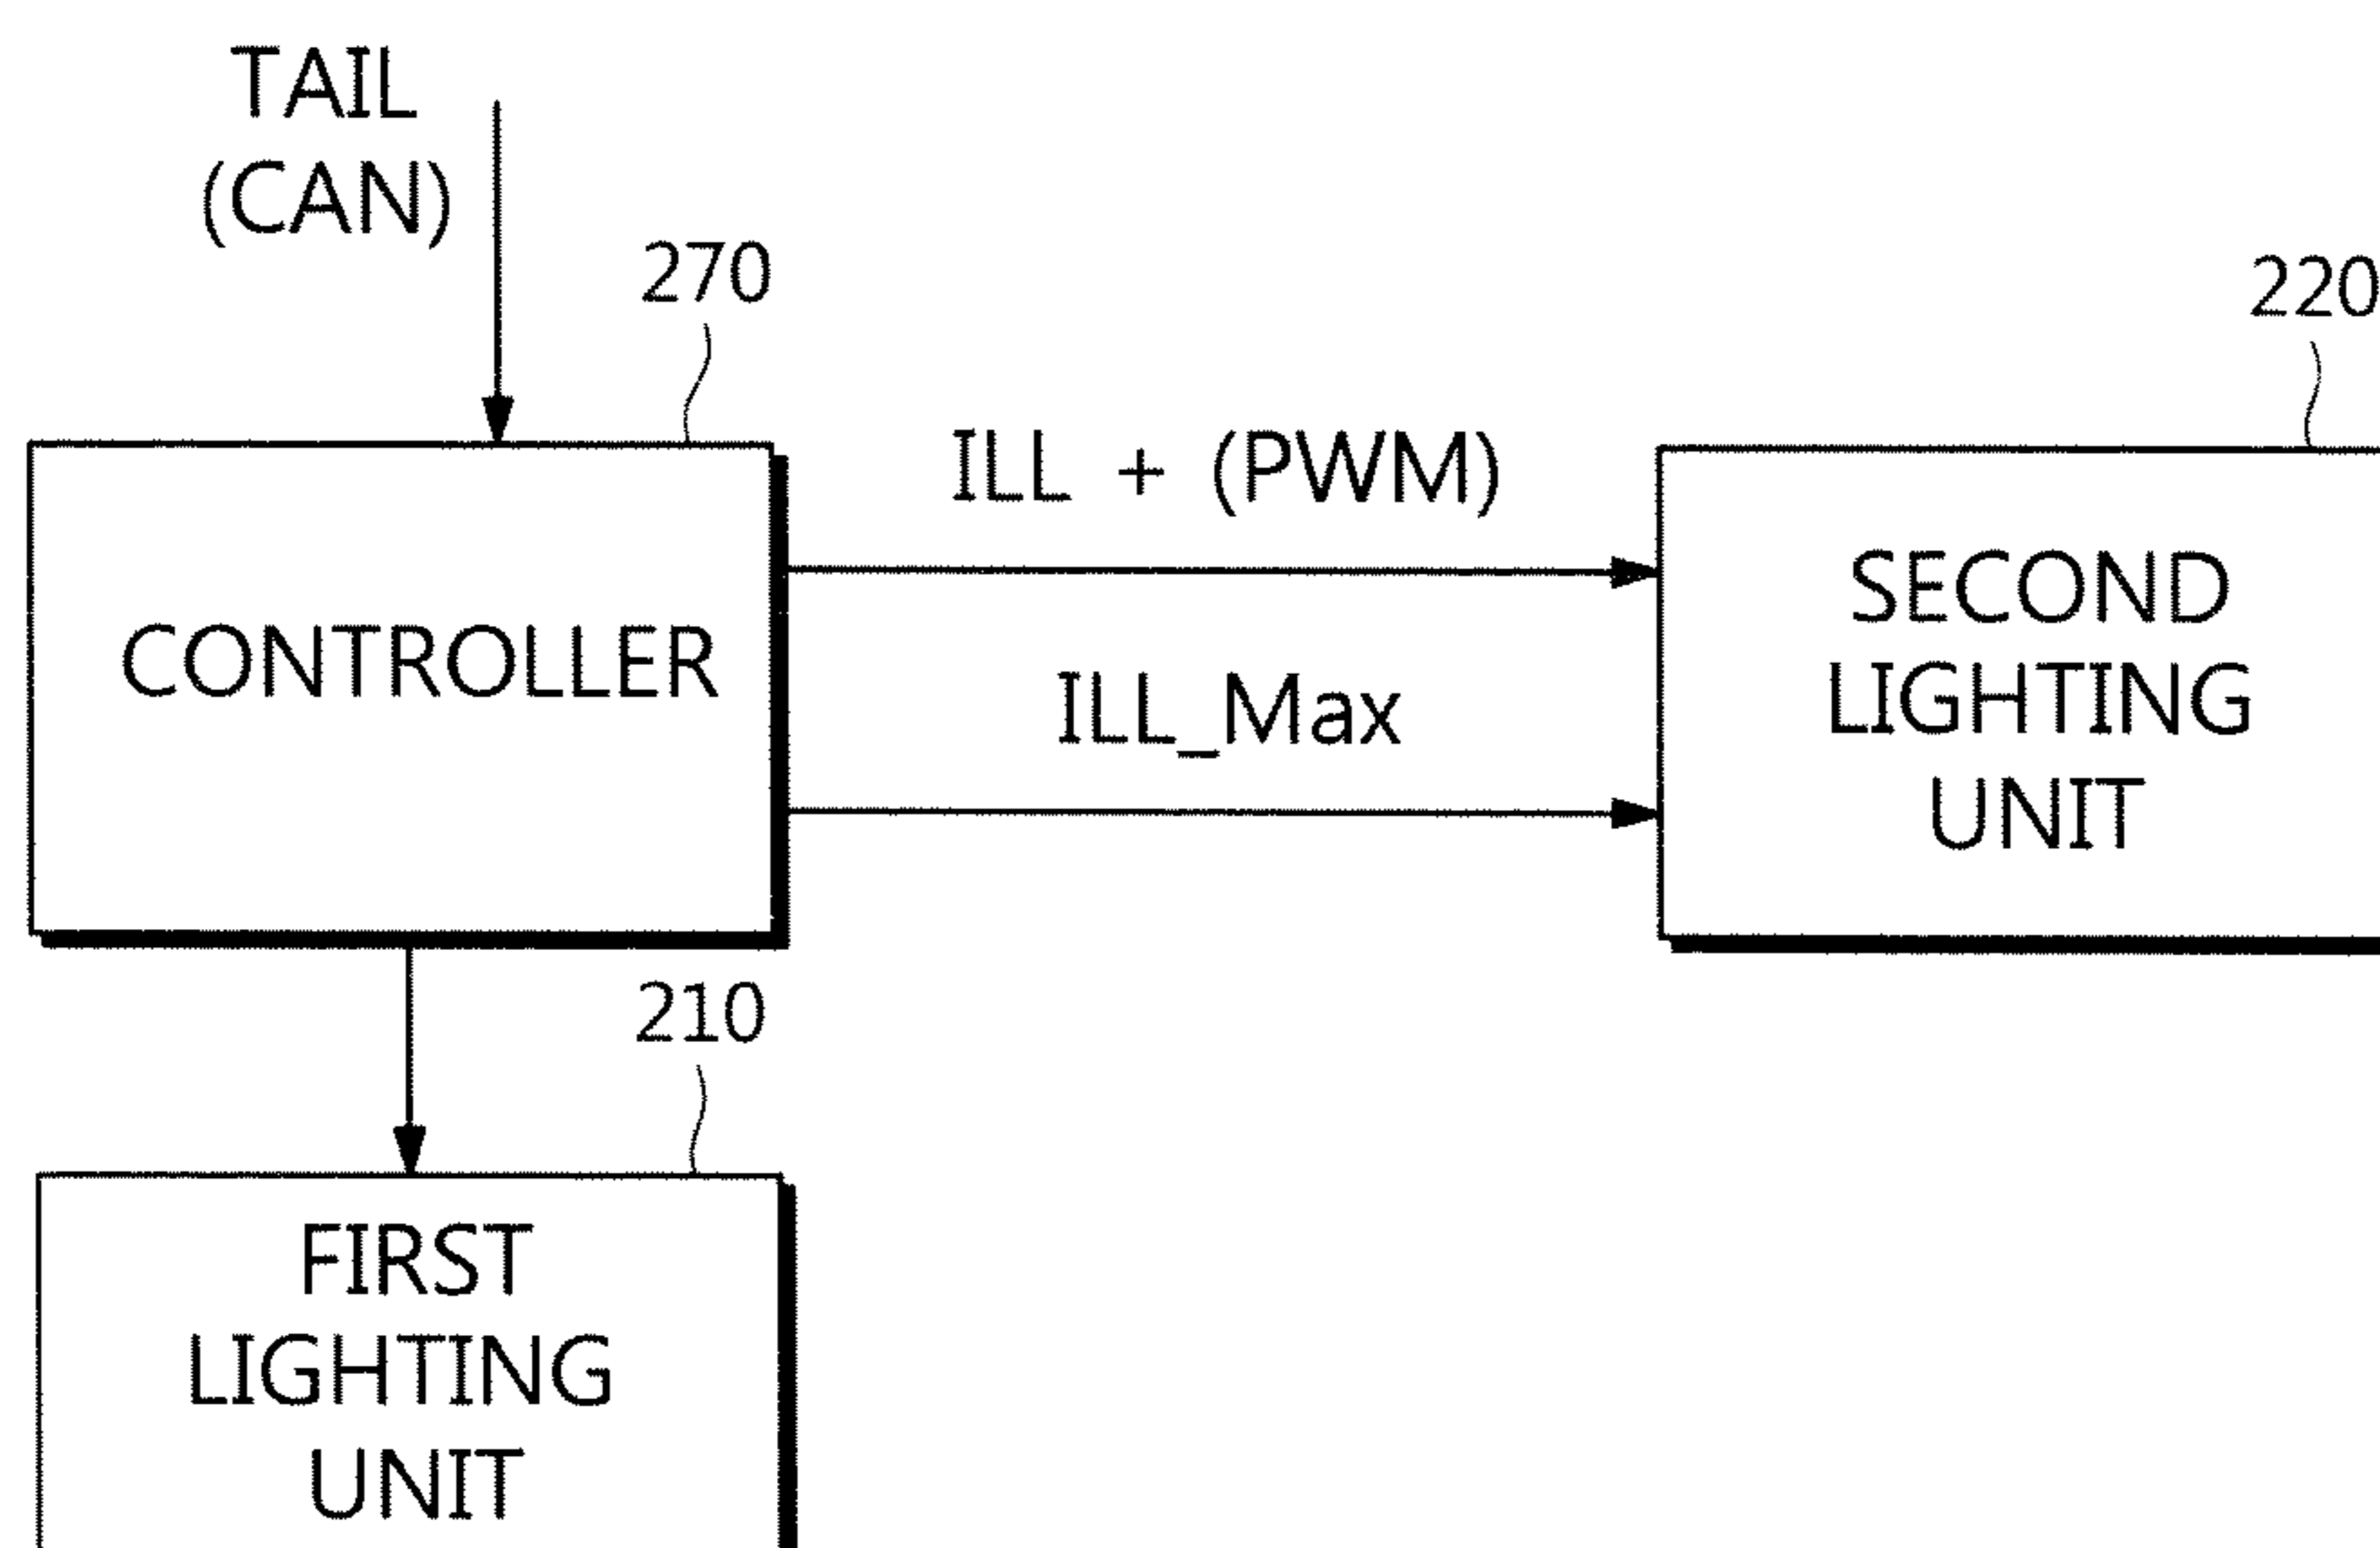 TAIL
(CAN)
270
220
ILL + (PWM)
CONTROLLER
SECOND
LIGHTING
UNIT
ILL_Max
210
FIRST
LIGHTING
UNIT